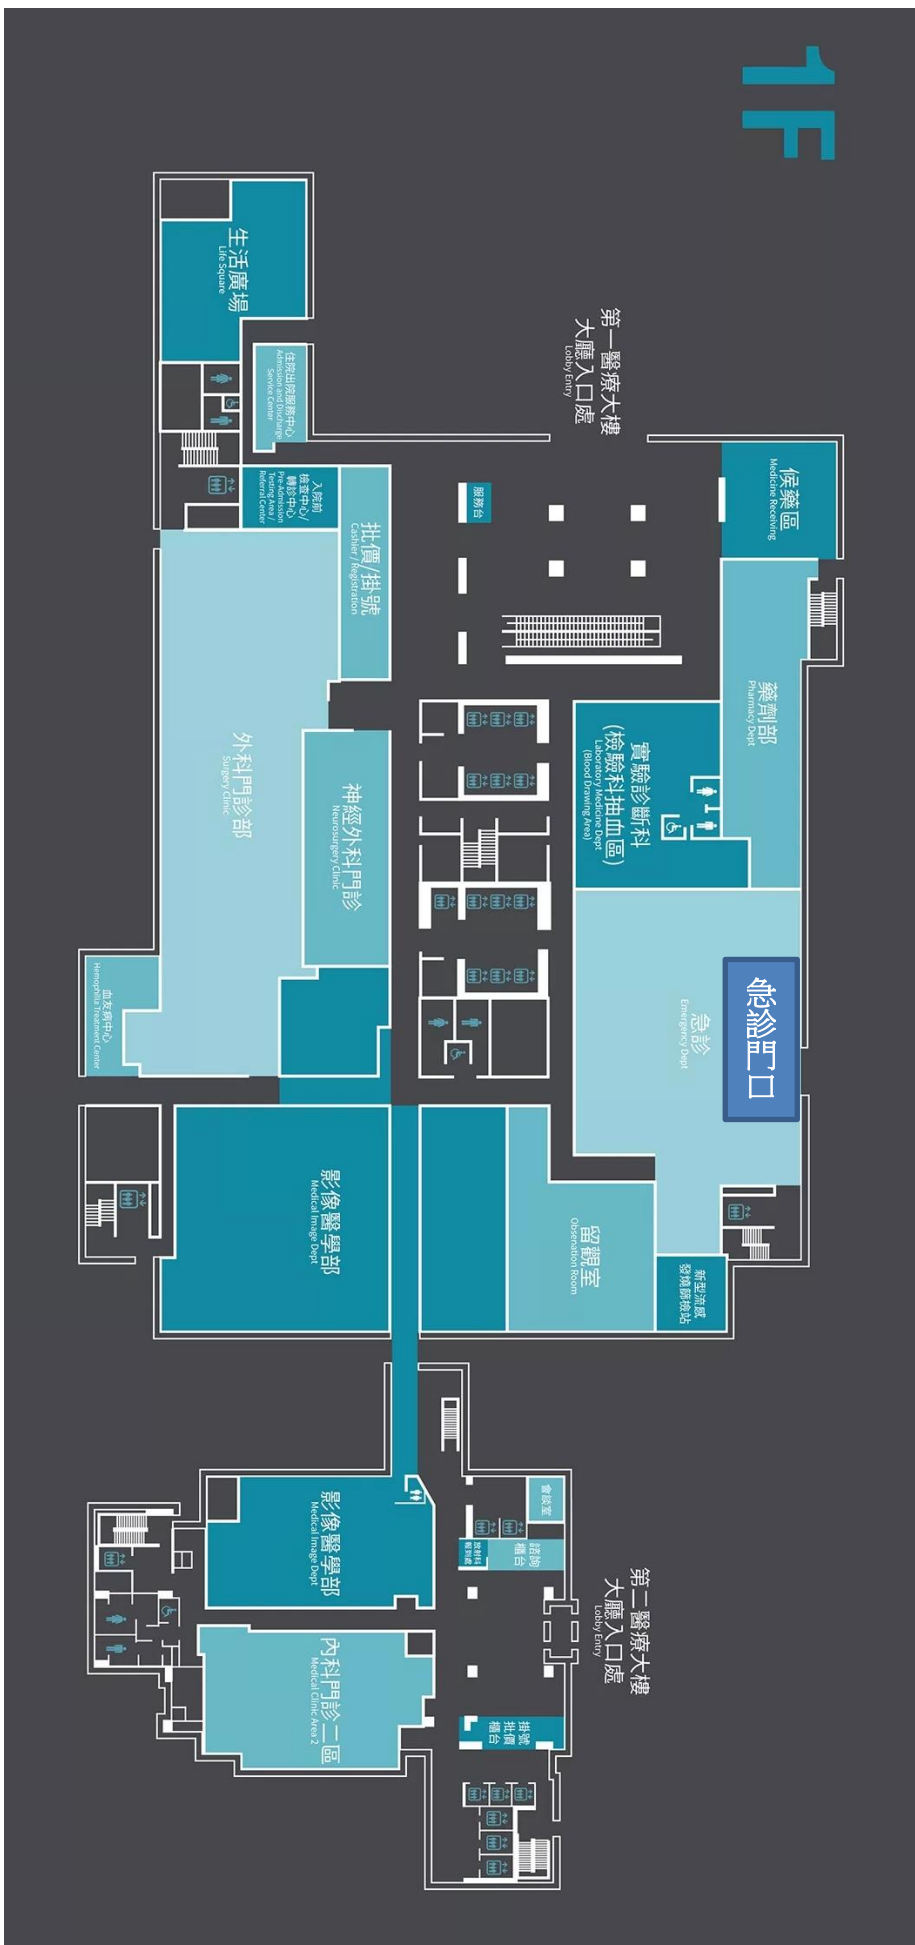 1F
生活廣場
Life Square
住院出院服務中心
Admission and Discharge
Service Center
第一醫療大樓
大廳入口處
Lobby Entry
候藥區
Medicine Receiving
服務台
入院前
檢查中心/
轉診中心
Pre-Admission
Testing Area /
Referral Center
批價/掛號
Cashier / Registration
藥劑部
Pharmacy Dept
外科門診部
Surgery Clinic
神經外科門診
Neurosurgery Clinic
實驗診斷科
(檢驗科抽血區)
Laboratory Medicine Dept
(Blood Drawing Area)
急診
Emergency Dept
急診門口
血友病中心
Hemophilia Treatment Center
影像醫學部
Medical Image Dept
留觀室
Obsenation Room
新型流感
發燒篩檢站
影像醫學部
Medical Image Dept
會談室
諮詢
櫃台
放射科
報到處
第二醫療大樓
大廳入口處
Lobby Entry
內科門診二區
Medical Clinic Area 2
掛號
批價
櫃台